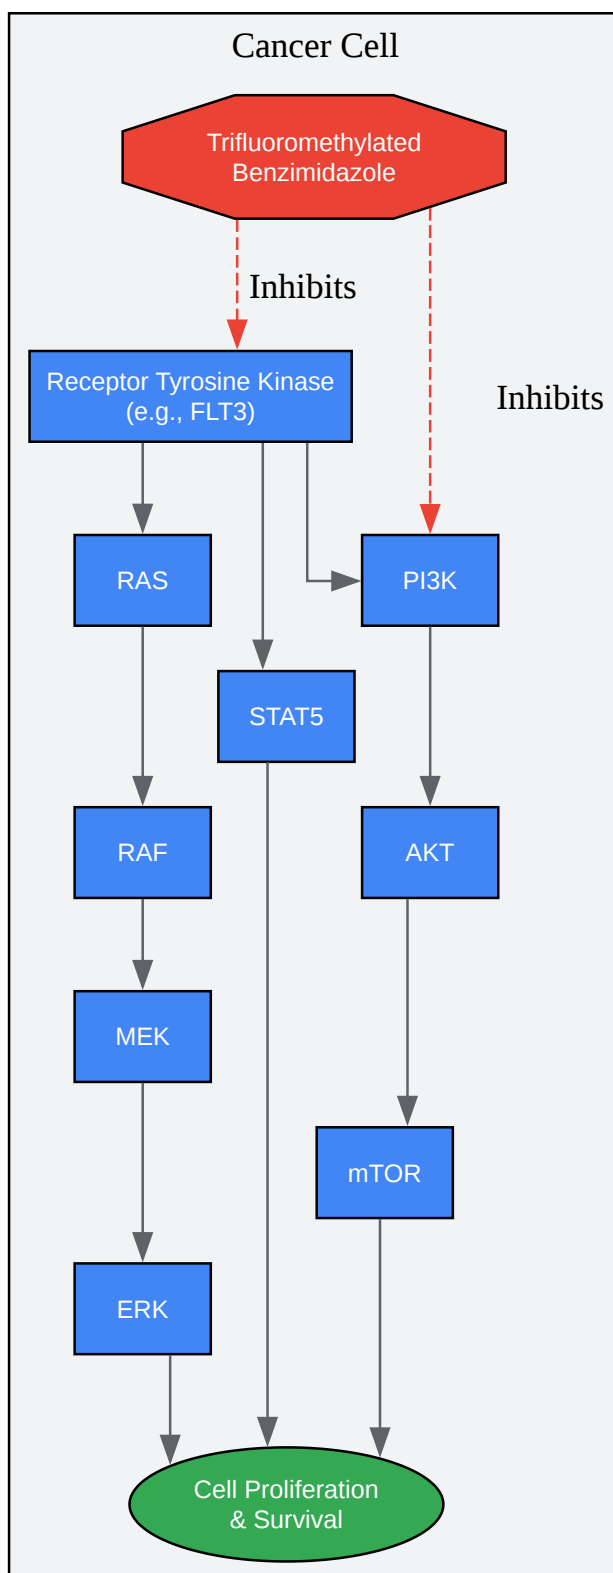 Cancer Cell
Trifluoromethylated
Benzimidazole
Inhibits
Receptor Tyrosine Kinase
(e.g., FLT3)
Inhibits
RAS
PI3K
STAT5
RAF
AKT
MEK
mTOR
ERK
Cell Proliferation
& Survival